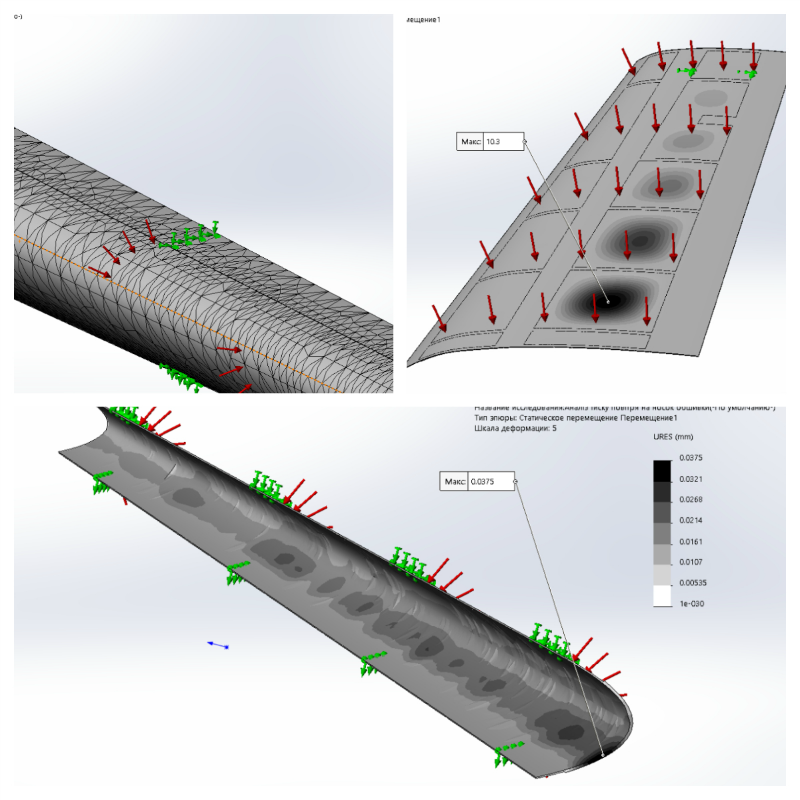 о-)
мещение1
Макс: 10.3
Название исследования:Анализ тиску повітря на носок обшивки(-По умолчанию-)
Тип эпюры: Статическое перемещение Перемещение1
Шкала деформации: 5
URES (mm)
Макс: 0.0375
0.0375
0.0321
0.0268
0.0214
0.0161
0.0107
0.00535
1e-030